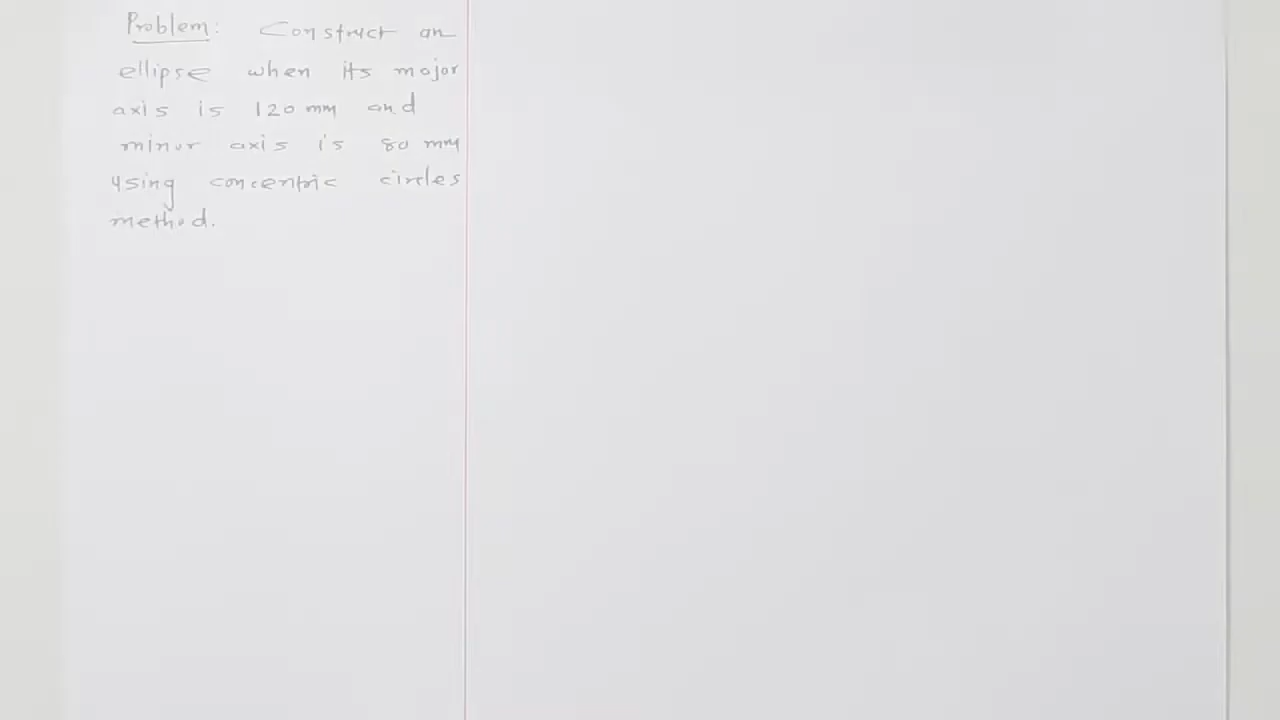 Problem: Construct an
ellipse when its major
axis is 120 mm and
minor axis is 80 mm
using concentric circles
method.